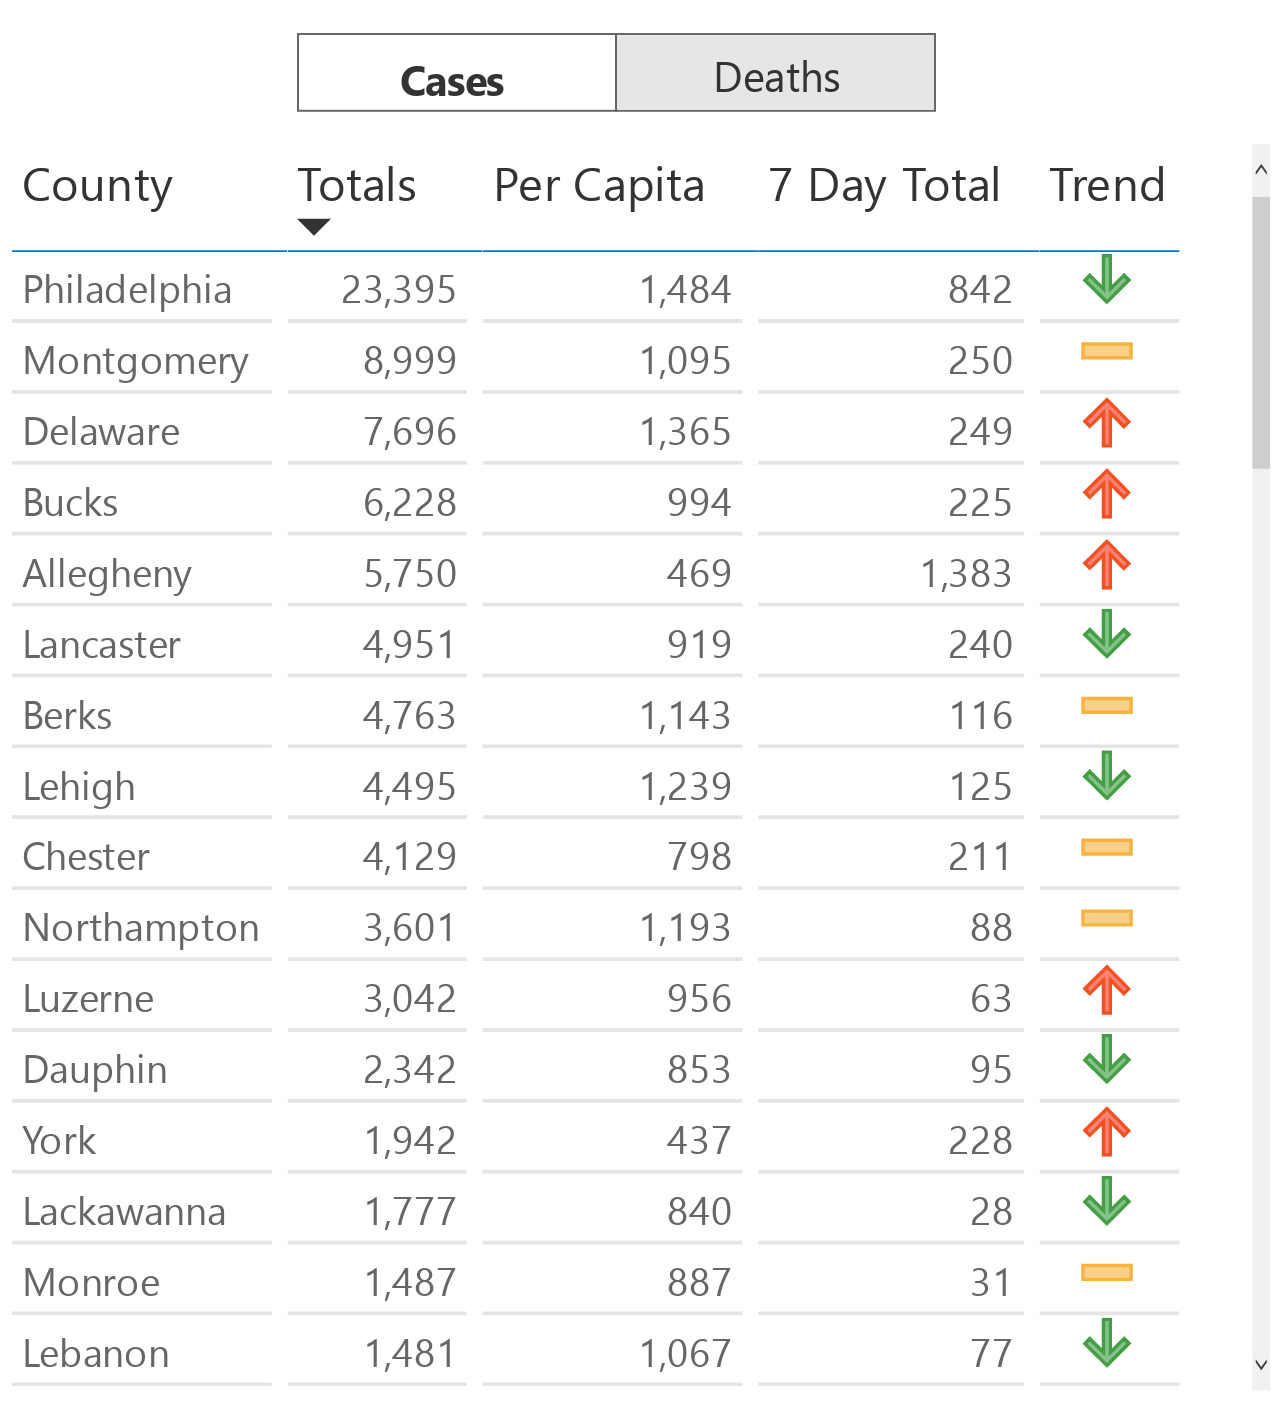 Cases Deaths
County Totals Per Capita 7 Day Total Trend
Philadelphia 23,395 1,484 842
Montgomery 8,999 1,095 250
Delaware 7,696 1,365 249
Bucks 6,228 994 225
Allegheny 5,750 469 1,383
Lancaster 4,951 919 240
Berks 4,763 1,143 116
Lehigh 4,495 1,239 125
Chester 4,129 798 211
Northampton 3,601 1,193 88
Luzerne 3,042 956 63
Dauphin 2,342 853 95
York 1,942 437 228
Lackawanna 1,777 840 28
Monroe 1,487 887 31
Lebanon 1,481 1,067 77